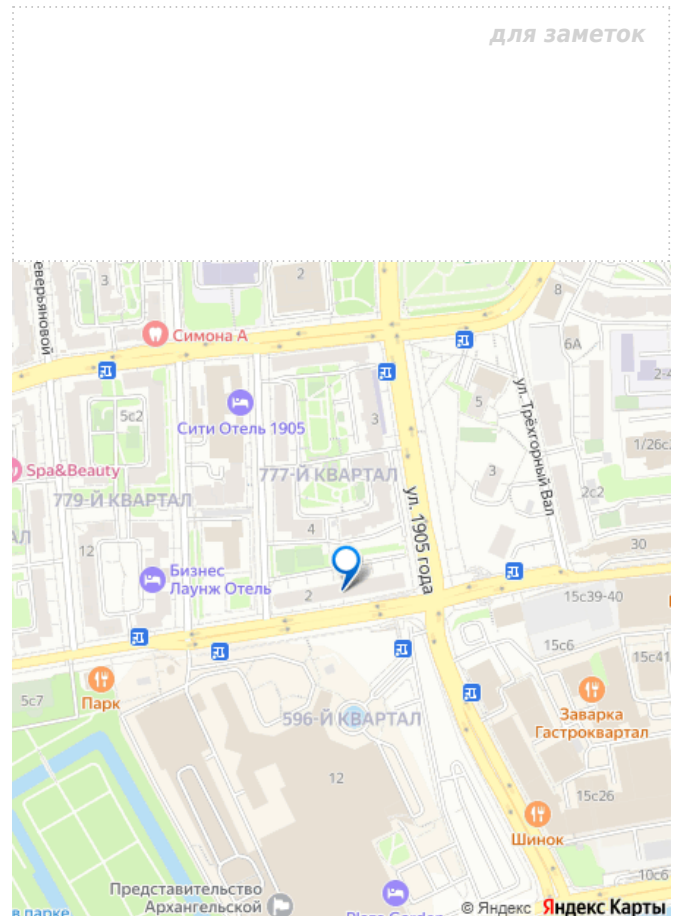 для заметок
еверьяновой
3
2
8
Симона А
6А
2-4
5с2
Сити Отель 1905
3
5
ул. Трёхгорный Вал
Spa&Beauty
779-Й КВАРТАЛ
777-Й КВАРТАЛ
ул. 1905 года
3
1/26с
2с2
АЛ
12
4
30
Бизнес
Лаунж Отель
2
15с39-40
15с6
15с41
5с7
Парк
596-Й КВАРТАЛ
Заварка
Гастроквартал
12
15с26
Шинок
10с6
Представительство
Архангельской
в парке
© Яндекс Яндекс Карты